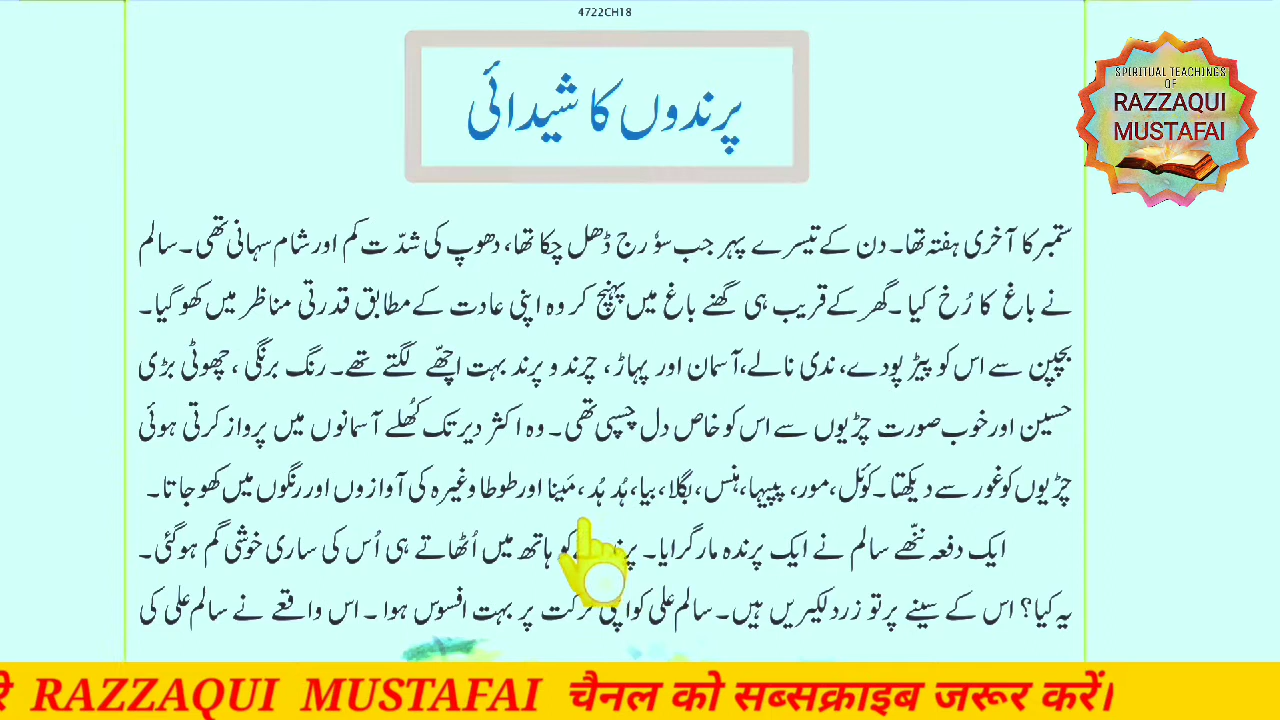 4722CH18
پرندوں کا شیدائی
SPIRITUAL TEACHINGS
OF
RAZZAQUI
MUSTAFAI
ستمبر کا آخری ہفتہ تھا۔ دن کے تیسرے پہر جب سوٗرج ڈھل چکا تھا، دھوپ کی شدّت کم اور شام سہانی تھی۔ سالم
نے باغ کا رُخ کیا۔ گھر کے قریب ہی گھنے باغ میں پہنچ کر وہ اپنی عادت کے مطابق قدرتی مناظر میں کھو گیا۔
بچپن سے اس کو پیڑ پودے، ندی نالے، آسمان اور پہاڑ، چرند و پرند بہت اچھّے لگتے تھے۔ رنگ برنگی، چھوٹی بڑی
حسین اور خوب صورت چڑیوں سے اس کو خاص دل چسپی تھی۔ وہ اکثر دیر تک کھُلے آسمانوں میں پرواز کرتی ہوئی
چڑیوں کو غور سے دیکھتا۔ کوئل، مور، پپیہا، ہنس، بگلا، بیا، ہُد ہُد، مَینا اور طوطا وغیرہ کی آوازوں اور رنگوں میں کھو جاتا۔
ایک دفعہ ننّھے سالم نے ایک پرندہ مار گرایا۔ کو ہاتھ میں اُٹھاتے ہی اُس کی ساری خوشی گم ہو گئی۔
یہ کیا؟ اس کے سینے پر تو زرد لکیریں ہیں۔ سالم علی کو پر بہت افسوس ہوا۔ اس واقعے نے سالم علی کی
रे RAZZAQUI MUSTAFAI चैनल को सब्सक्राइब जरूर करें।